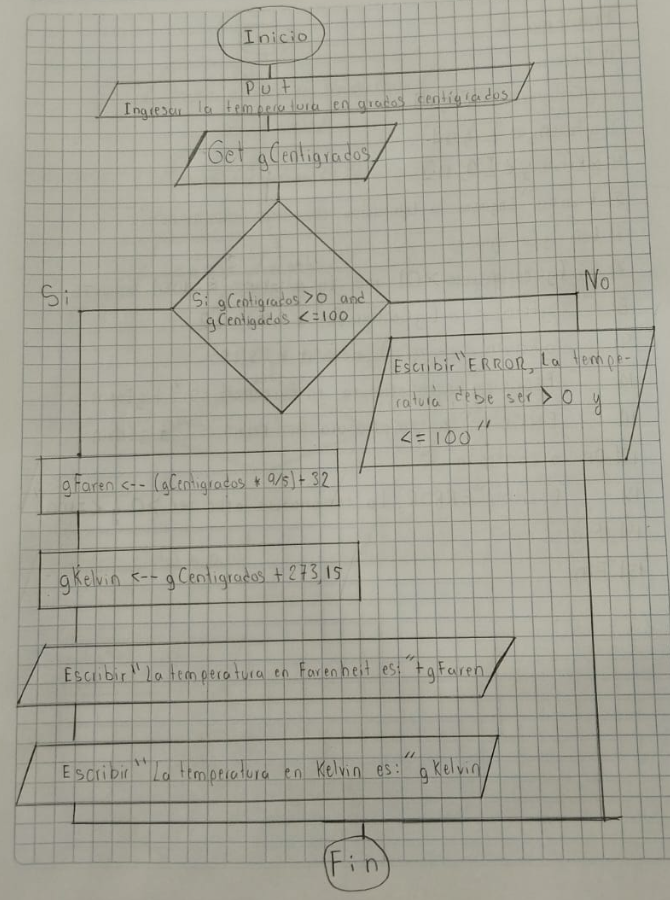 Inicio
Put
Ingresar la temperatura en grados centigrados
Get gCentigrados
Si
No
Si gCentigrados >0 and
gCentigados <=100
Escribir "ERROR, La tempe-
ratura debe ser > 0 y
<= 100"
gFaren <-- (gCentigrados * 9/5) + 32
gKelvin <-- gCentigrados + 273,15
Escribir "La temperatura en Farenheit es:" + gFaren
Escribir "La temperatura en Kelvin es:" gKelvin
Fin